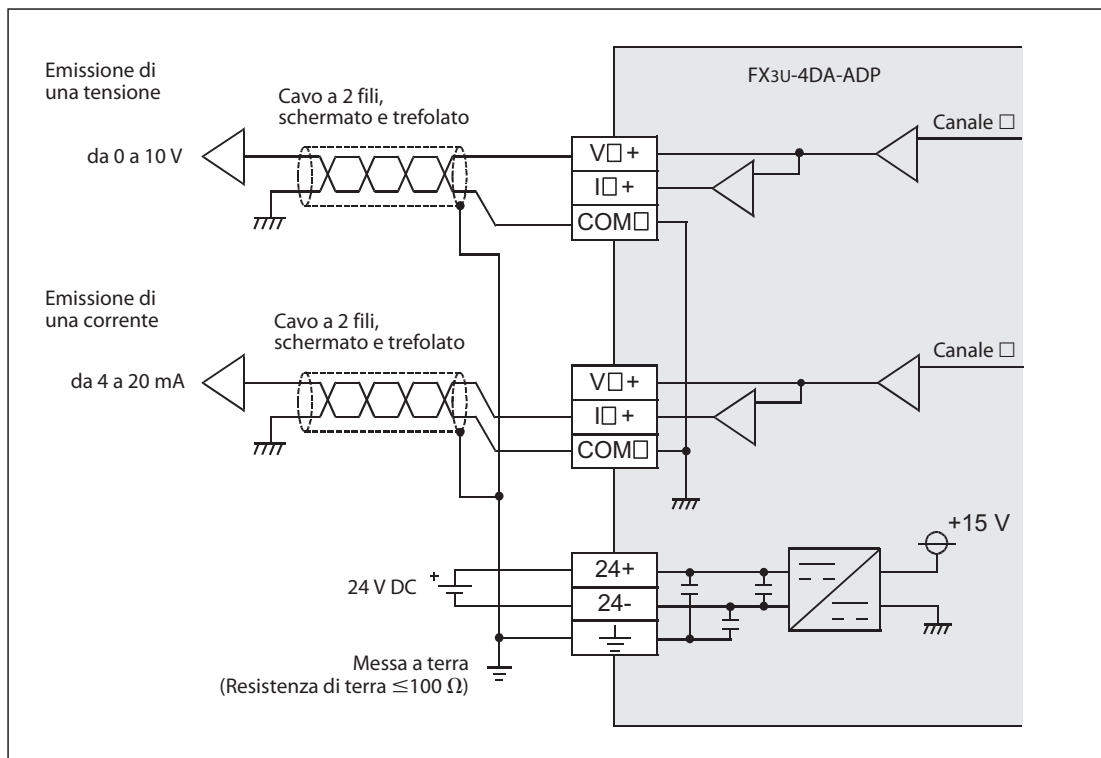 Emissione di
una tensione
da 0 a 10 V
Cavo a 2 fili,
schermato e trefolato
FX3U-4DA-ADP
Canale □
V□+
I□+
COM□
Emissione di
una corrente
da 4 a 20 mA
Cavo a 2 fili,
schermato e trefolato
Canale □
V□+
I□+
COM□
+15 V
24 V DC
+
24+
24-
Messa a terra
(Resistenza di terra ≤100 Ω)